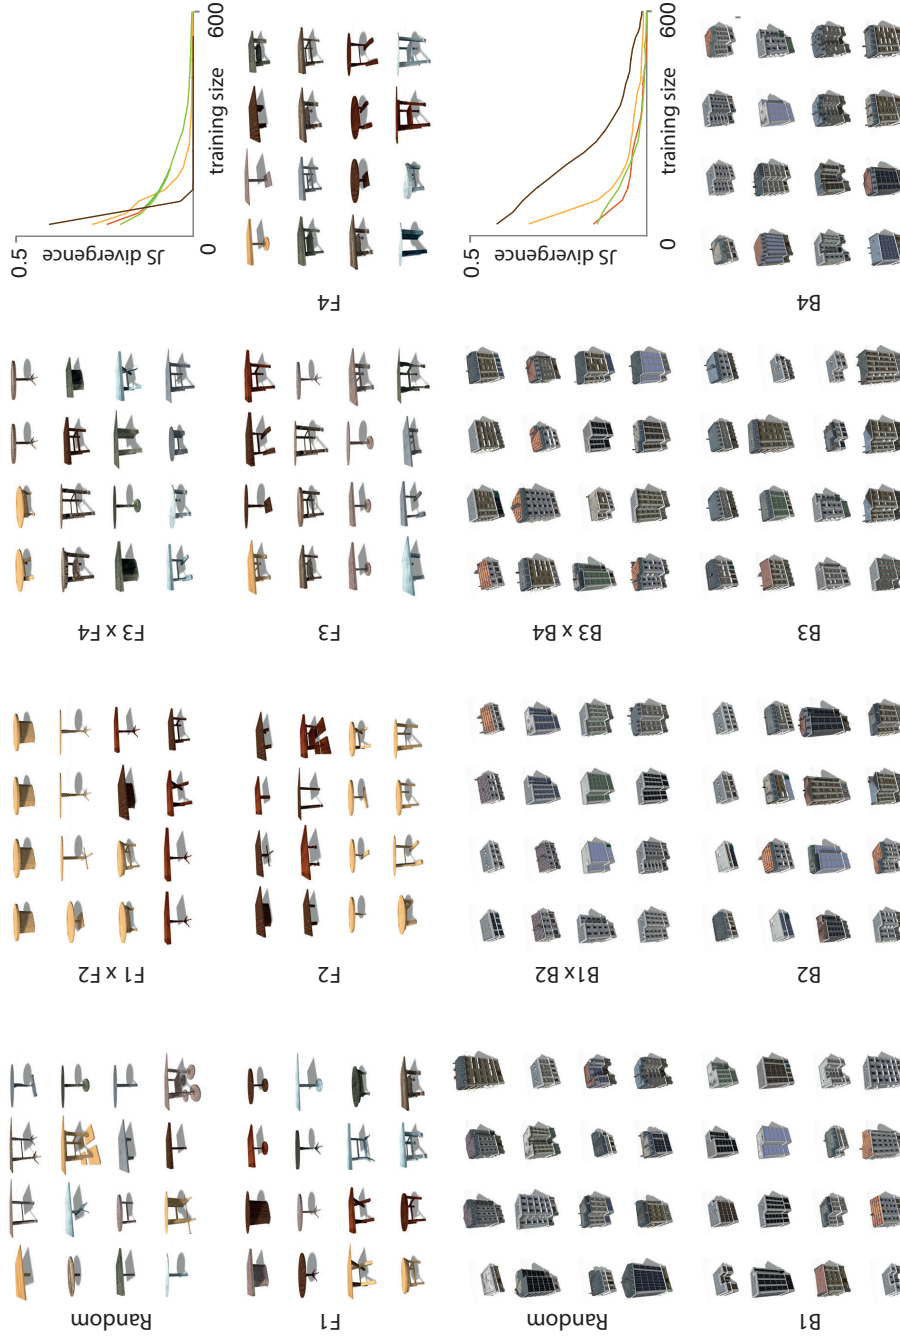 Random
F1 x F2
F3 x F4
0.5
JS divergence
0
training size
600
F1
F2
F3
F4
Random
B1x B2
B3 x B4
0.5
JS divergence
0
training size
600
B1
B2
B3
B4